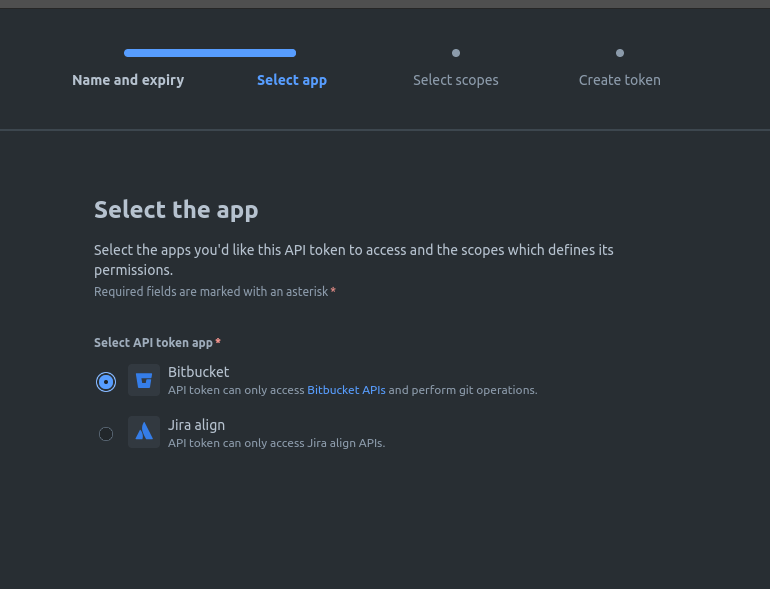 Name and expiry
Select app
Select scopes
Create token
Select the app
Select the apps you'd like this API token to access and the scopes which defines its
permissions.
Required fields are marked with an asterisk *
Select API token app *
Bitbucket
API token can only access Bitbucket APIs and perform git operations.
Jira align
API token can only access Jira align APIs.